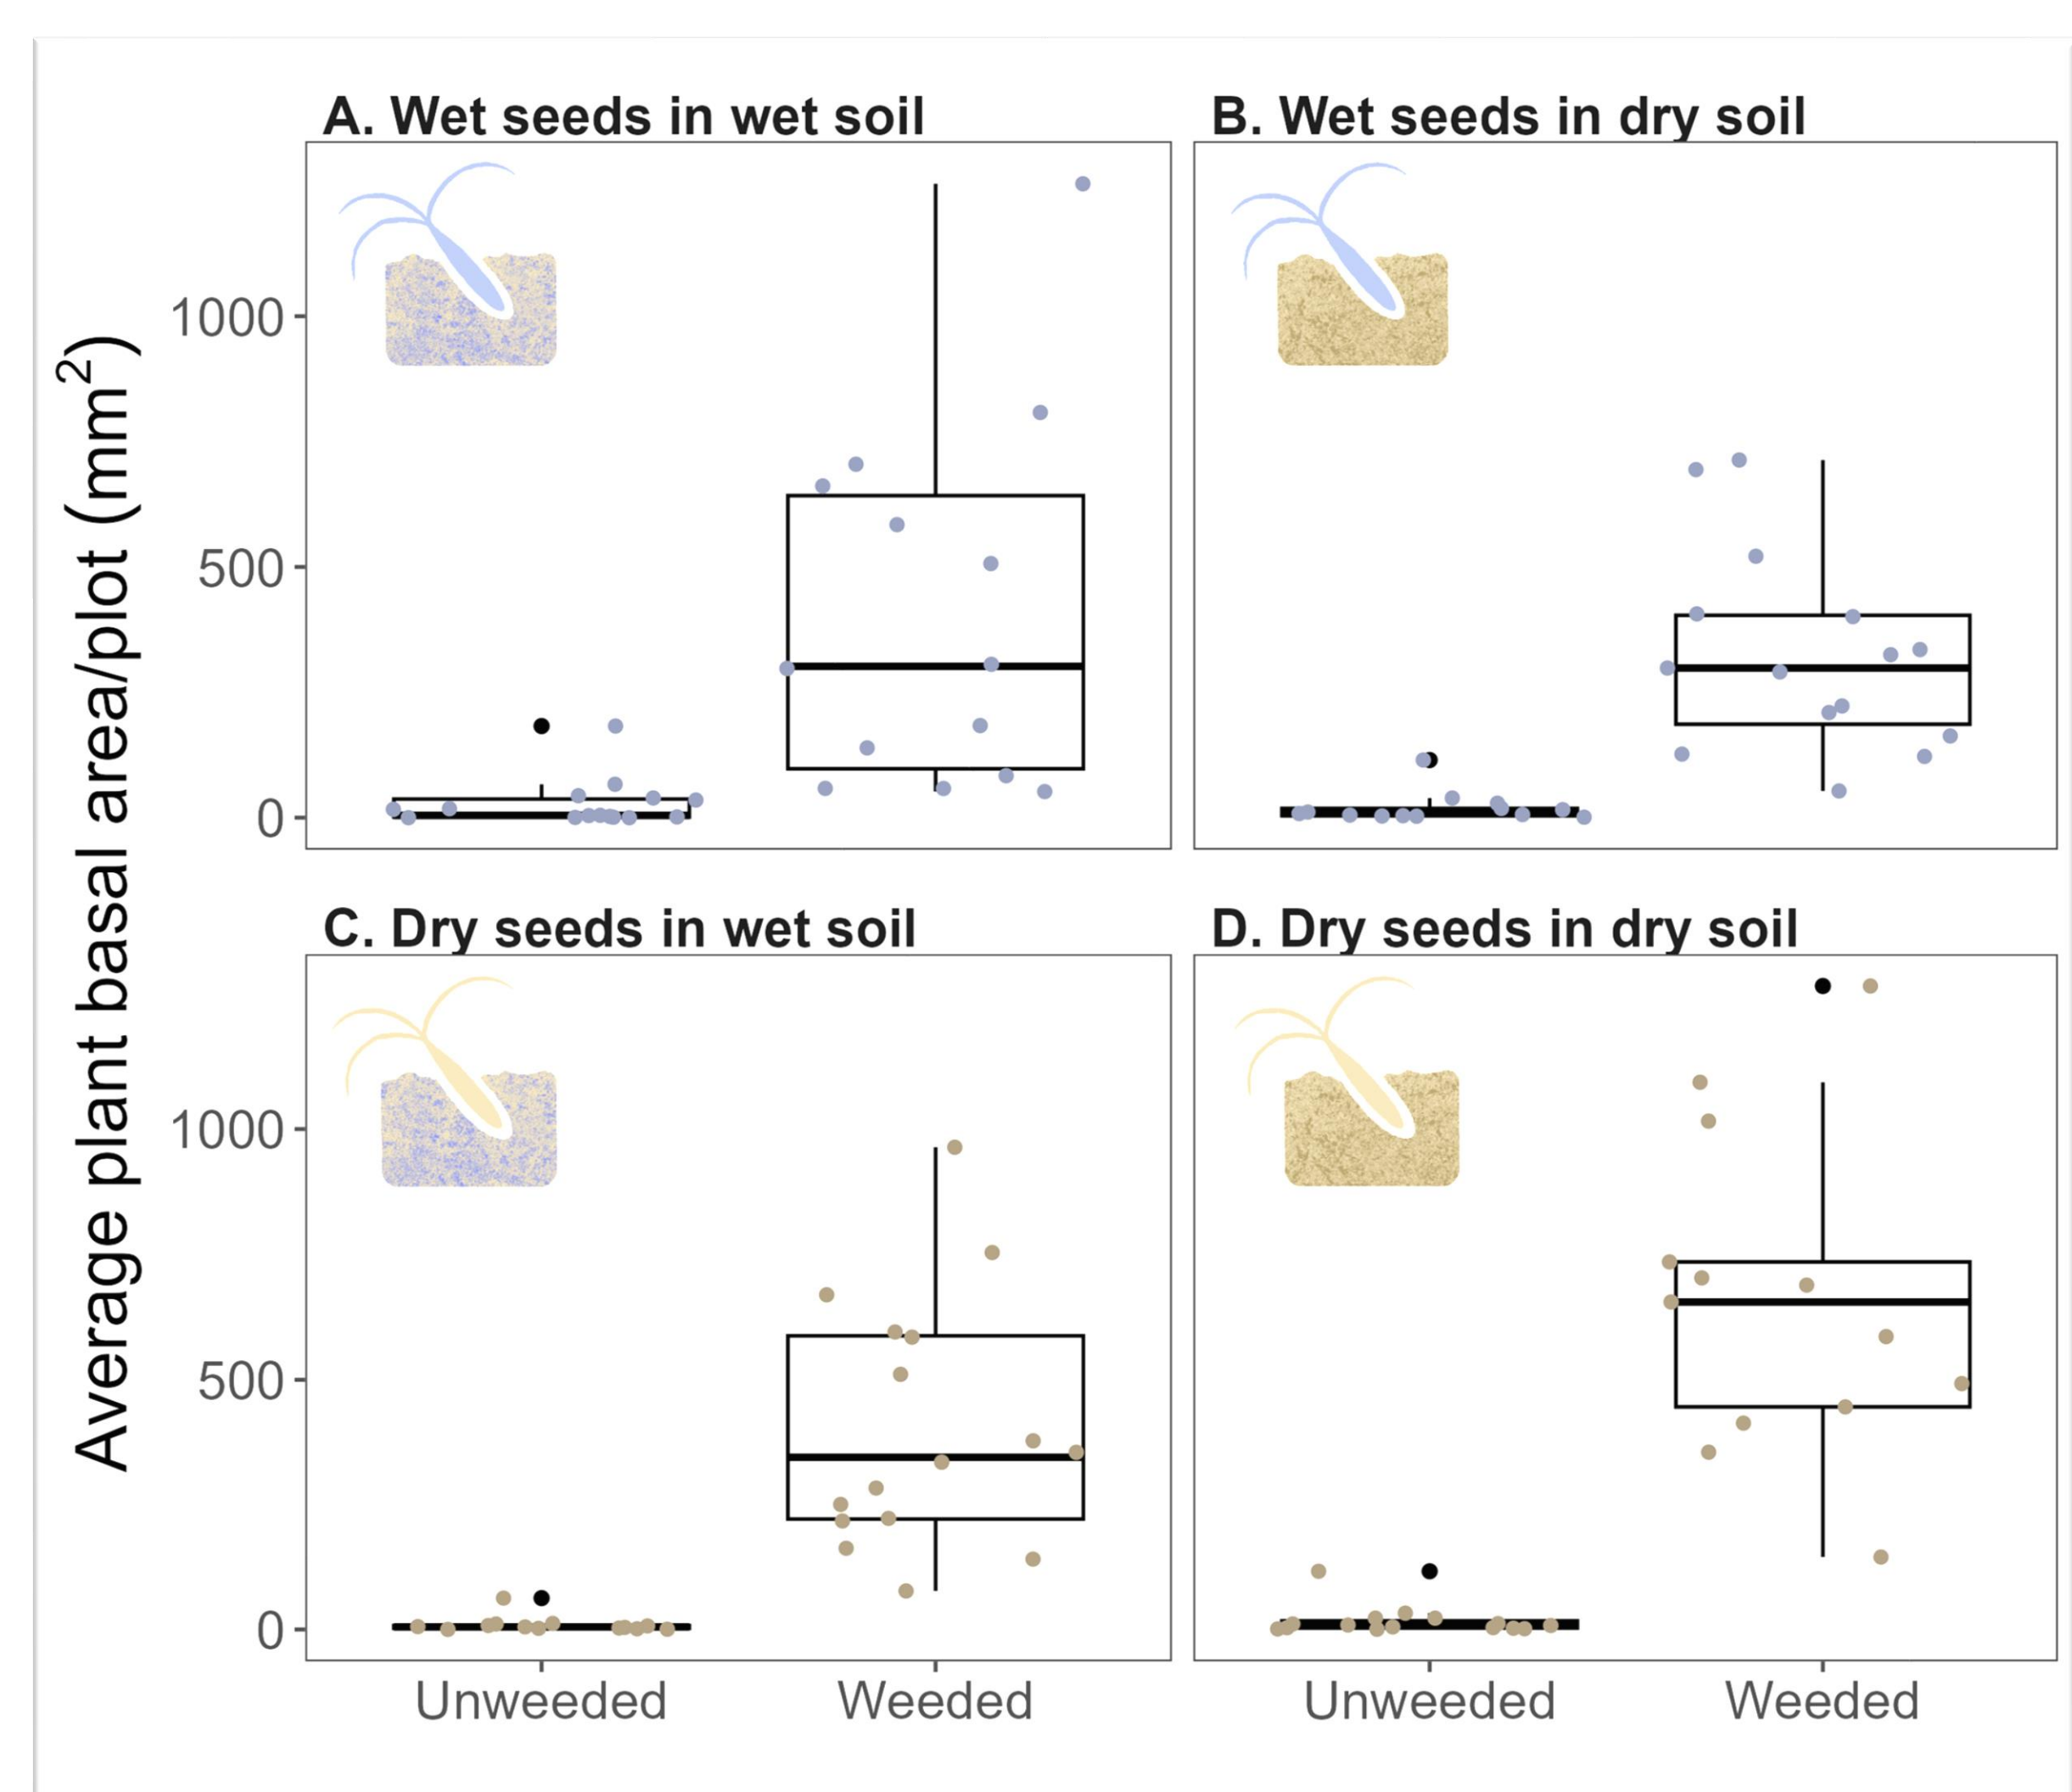 A. Wet seeds in wet soil
B. Wet seeds in dry soil
1000
500
0
C. Dry seeds in wet soil
D. Dry seeds in dry soil
1000
500
0
Unweeded
Weeded
Unweeded
Weeded
Average plant basal area/plot (mm²)